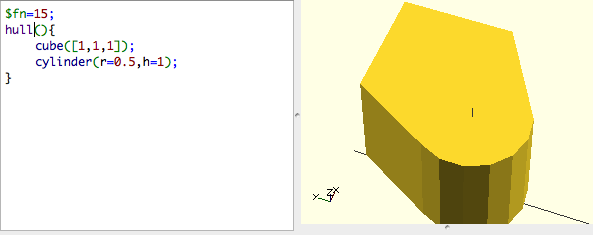 $fn=15;
hull(){
    cube([1,1,1]);
    cylinder(r=0.5,h=1);
}